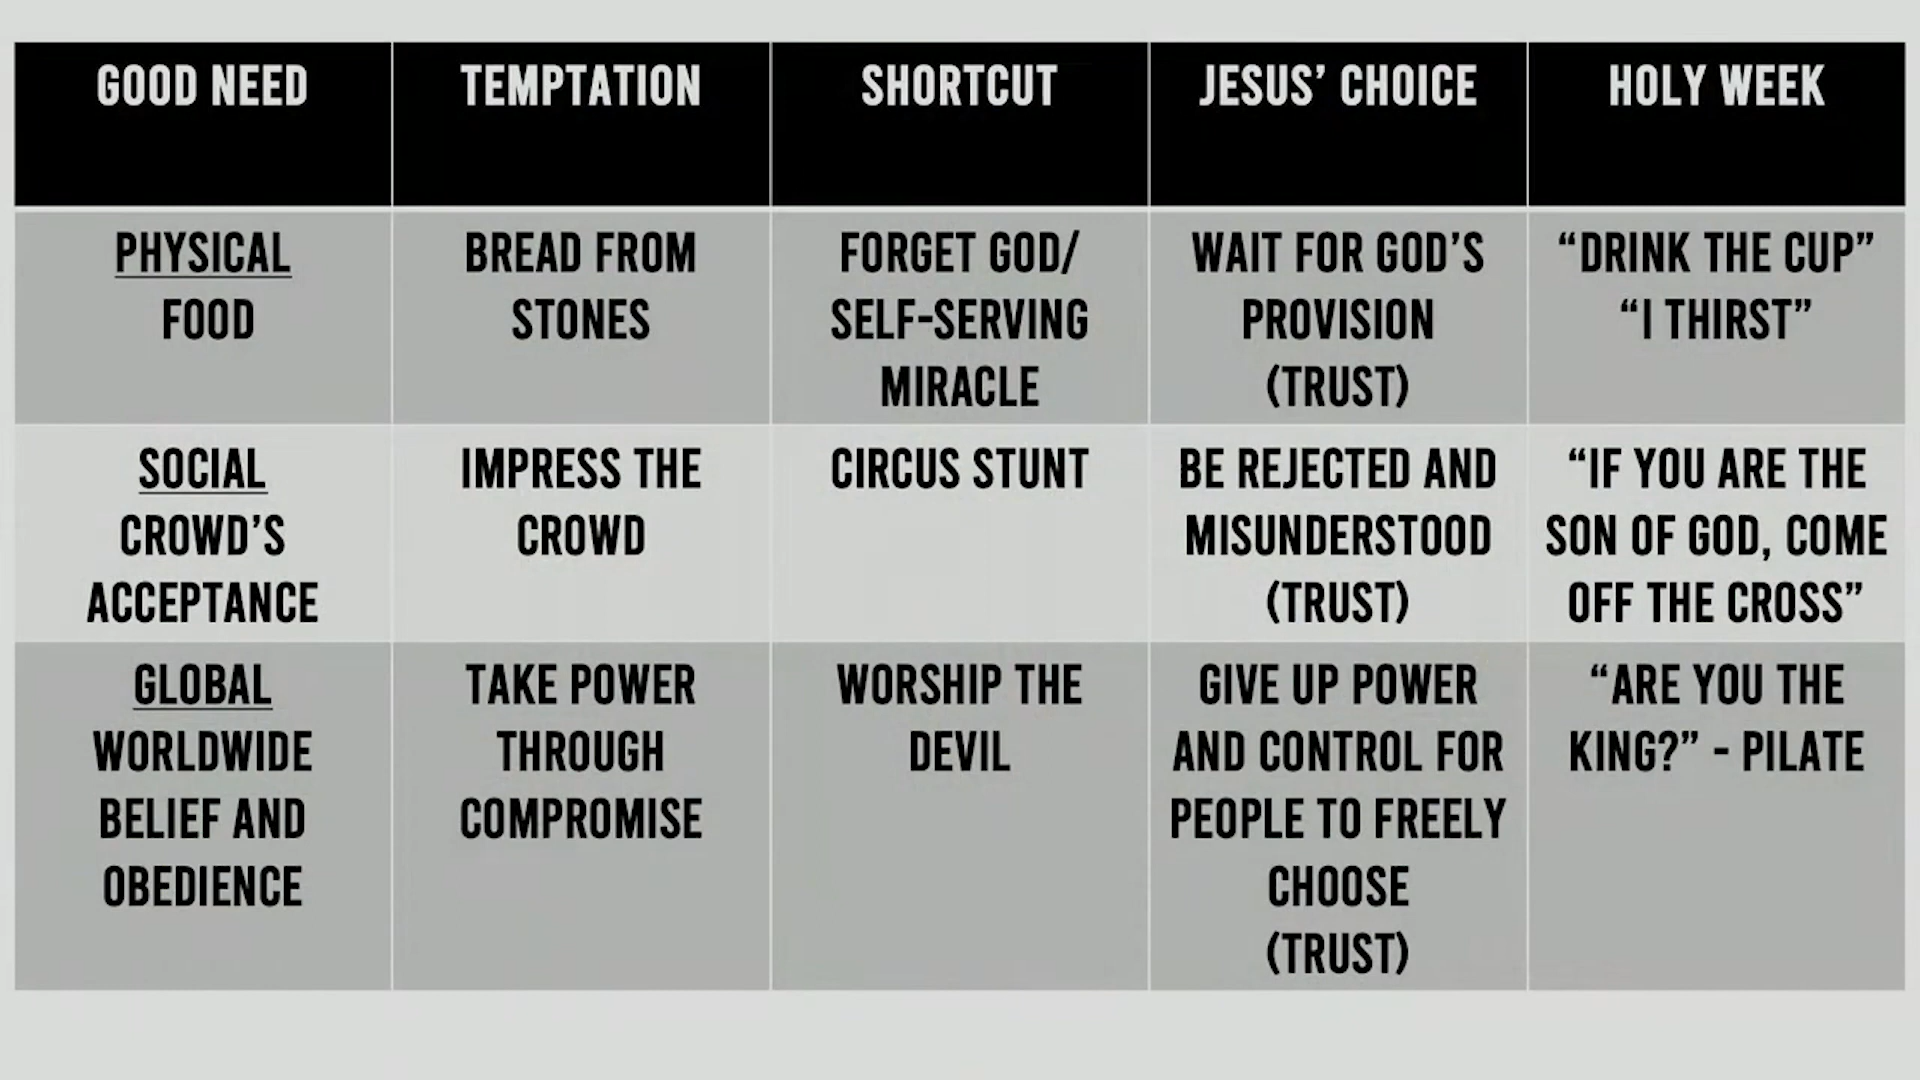 GOOD NEED
TEMPTATION
SHORTCUT
JESUS’ CHOICE
HOLY WEEK
PHYSICAL
FOOD
BREAD FROM
STONES
FORGET GOD/
SELF-SERVING
MIRACLE
WAIT FOR GOD’S
PROVISION
(TRUST)
“DRINK THE CUP”
“I THIRST”
SOCIAL
CROWD’S
ACCEPTANCE
IMPRESS THE
CROWD
CIRCUS STUNT
BE REJECTED AND
MISUNDERSTOOD
(TRUST)
“IF YOU ARE THE
SON OF GOD, COME
OFF THE CROSS”
GLOBAL
WORLDWIDE
BELIEF AND
OBEDIENCE
TAKE POWER
THROUGH
COMPROMISE
WORSHIP THE
DEVIL
GIVE UP POWER
AND CONTROL FOR
PEOPLE TO FREELY
CHOOSE
(TRUST)
“ARE YOU THE
KING?” - PILATE